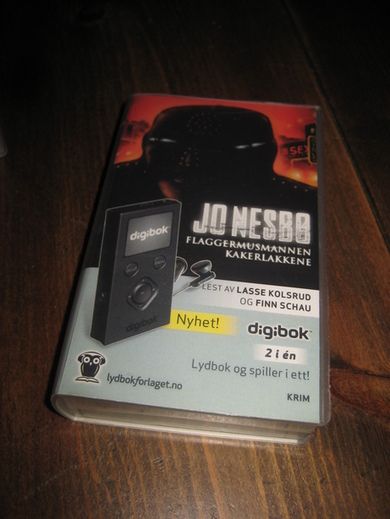 SEX
JO NESBØ
FLAGGERMUSMANNEN
KAKERLAKKENE
LEST AV LASSE KOLSRUD
OG FINN SCHAU
digibok
digibok
Nyhet!
digibok
2 i én
Lydbok og spiller i ett!
lydbokforlaget.no
KRIM